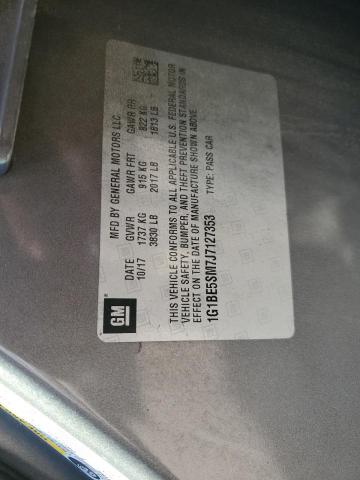 GM
MFD BY GENERAL MOTORS LLC
DATE GVWR GAWR FRT GAWR RR
10/17 1737 KG 915 KG 822 KG
3830 LB 2017 LB 1813 LB
THIS VEHICLE CONFORMS TO ALL APPLICABLE U.S. FEDERAL MOTOR
VEHICLE SAFETY, BUMPER, AND THEFT PREVENTION STANDARDS IN
EFFECT ON THE DATE OF MANUFACTURE SHOWN ABOVE.
1G1BE5SM7J7127353 TYPE: PASS CAR